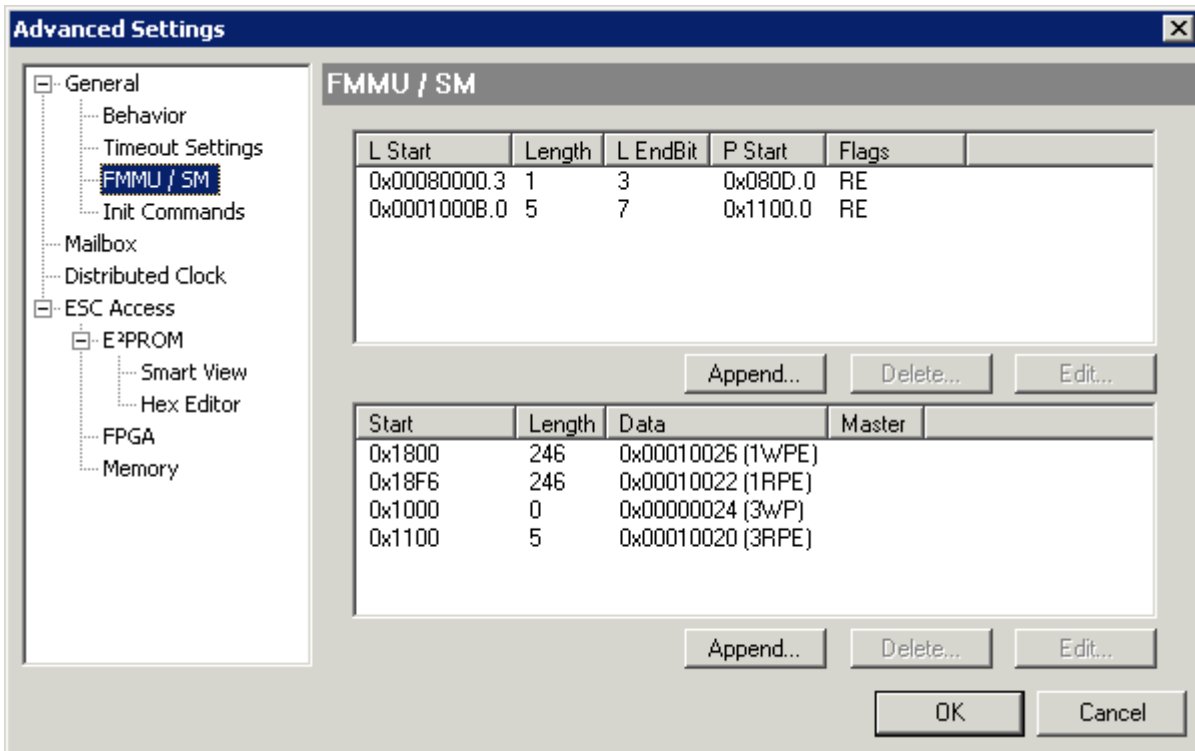 Advanced Settings
General
Behavior
Timeout Settings
FMMU / SM
Init Commands
Mailbox
Distributed Clock
ESC Access
E²PROM
Smart View
Hex Editor
FPGA
Memory
FMMU / SM
L Start Length L EndBit P Start Flags
0x00080000.3 1 3 0x080D.0 RE
0x0001000B.0 5 7 0x1100.0 RE
Append... Delete... Edit...
Start Length Data Master
0x1800 246 0x00010026 (1WPE)
0x18F6 246 0x00010022 (1RPE)
0x1000 0 0x00000024 (3WP)
0x1100 5 0x00010020 (3RPE)
Append... Delete... Edit...
OK Cancel